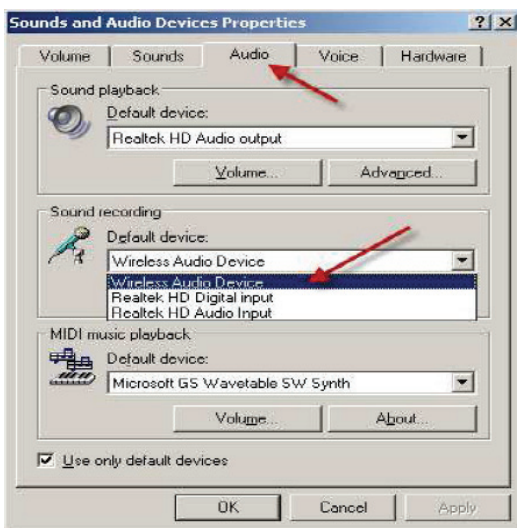 Sounds and Audio Devices Properties
Volume Sounds Audio Voice Hardware
Sound playback
Default device:
Realtek HD Audio output
Volume... Advanced...
Sound recording
Default device:
Wireless Audio Device
Wireless Audio Device
Realtek HD Digital input
Realtek HD Audio Input
MIDI music playback
Default device:
Microsoft GS Wavetable SW Synth
Volume... About...
Use only default devices
OK Cancel Apply